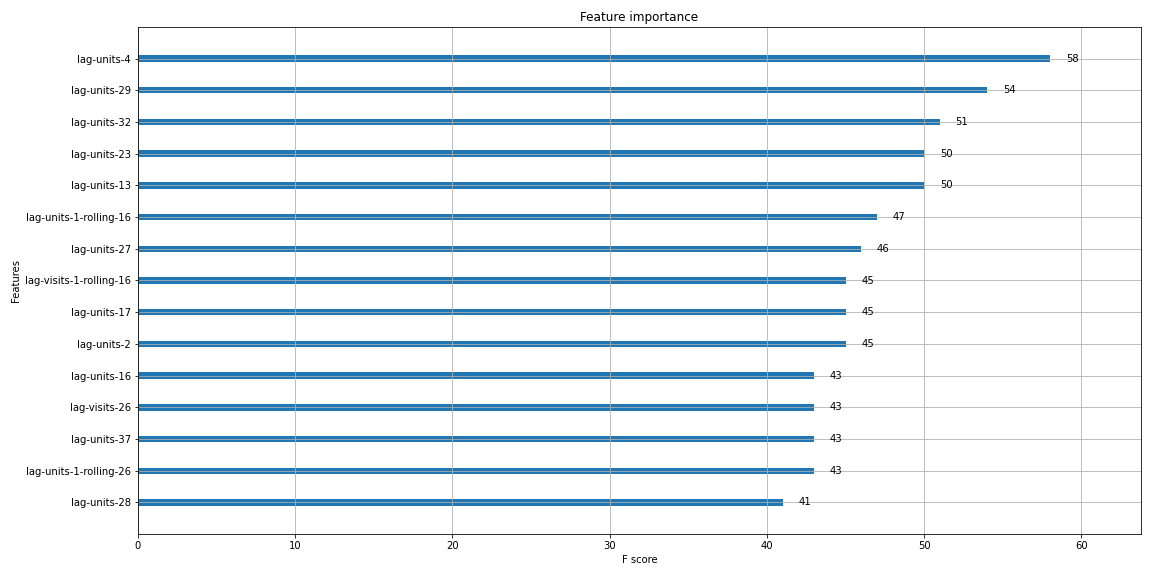 Feature importance
Features
lag-units-4 58
lag-units-29 54
lag-units-32 51
lag-units-23 50
lag-units-13 50
lag-units-1-rolling-16 47
lag-units-27 46
lag-visits-1-rolling-16 45
lag-units-17 45
lag-units-2 45
lag-units-16 43
lag-visits-26 43
lag-units-37 43
lag-units-1-rolling-26 43
lag-units-28 41
0 10 20 30 40 50 60
F score